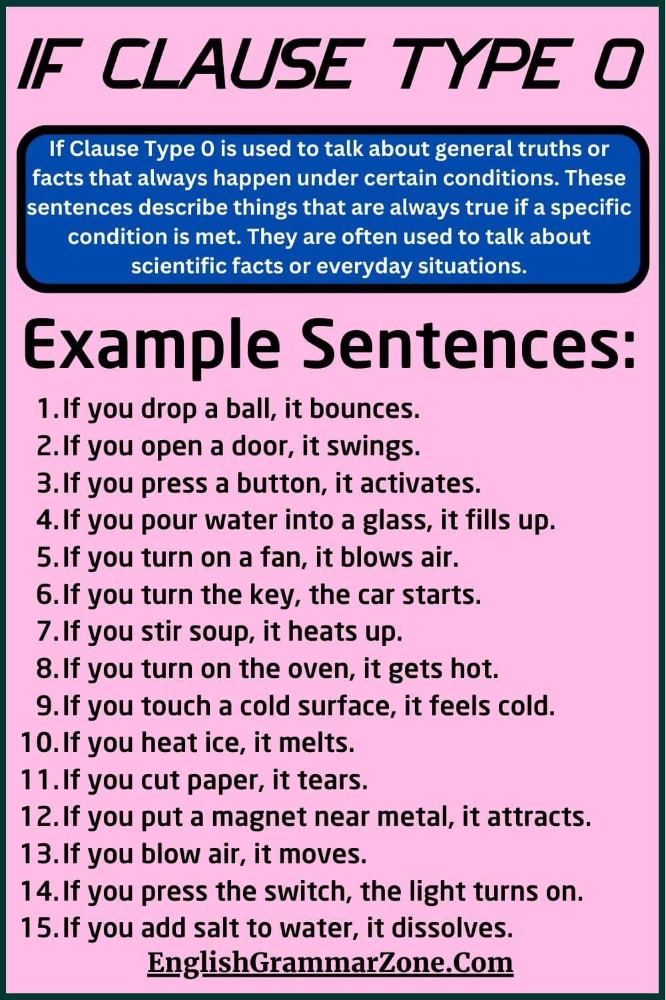 IF CLAUSE TYPE 0
If Clause Type 0 is used to talk about general truths or
facts that always happen under certain conditions. These
sentences describe things that are always true if a specific
condition is met. They are often used to talk about
scientific facts or everyday situations.
Example Sentences:
1. If you drop a ball, it bounces.
2. If you open a door, it swings.
3. If you press a button, it activates.
4. If you pour water into a glass, it fills up.
5. If you turn on a fan, it blows air.
6. If you turn the key, the car starts.
7. If you stir soup, it heats up.
8. If you turn on the oven, it gets hot.
9. If you touch a cold surface, it feels cold.
10. If you heat ice, it melts.
11. If you cut paper, it tears.
12. If you put a magnet near metal, it attracts.
13. If you blow air, it moves.
14. If you press the switch, the light turns on.
15. If you add salt to water, it dissolves.
EnglishGrammarZone.Com